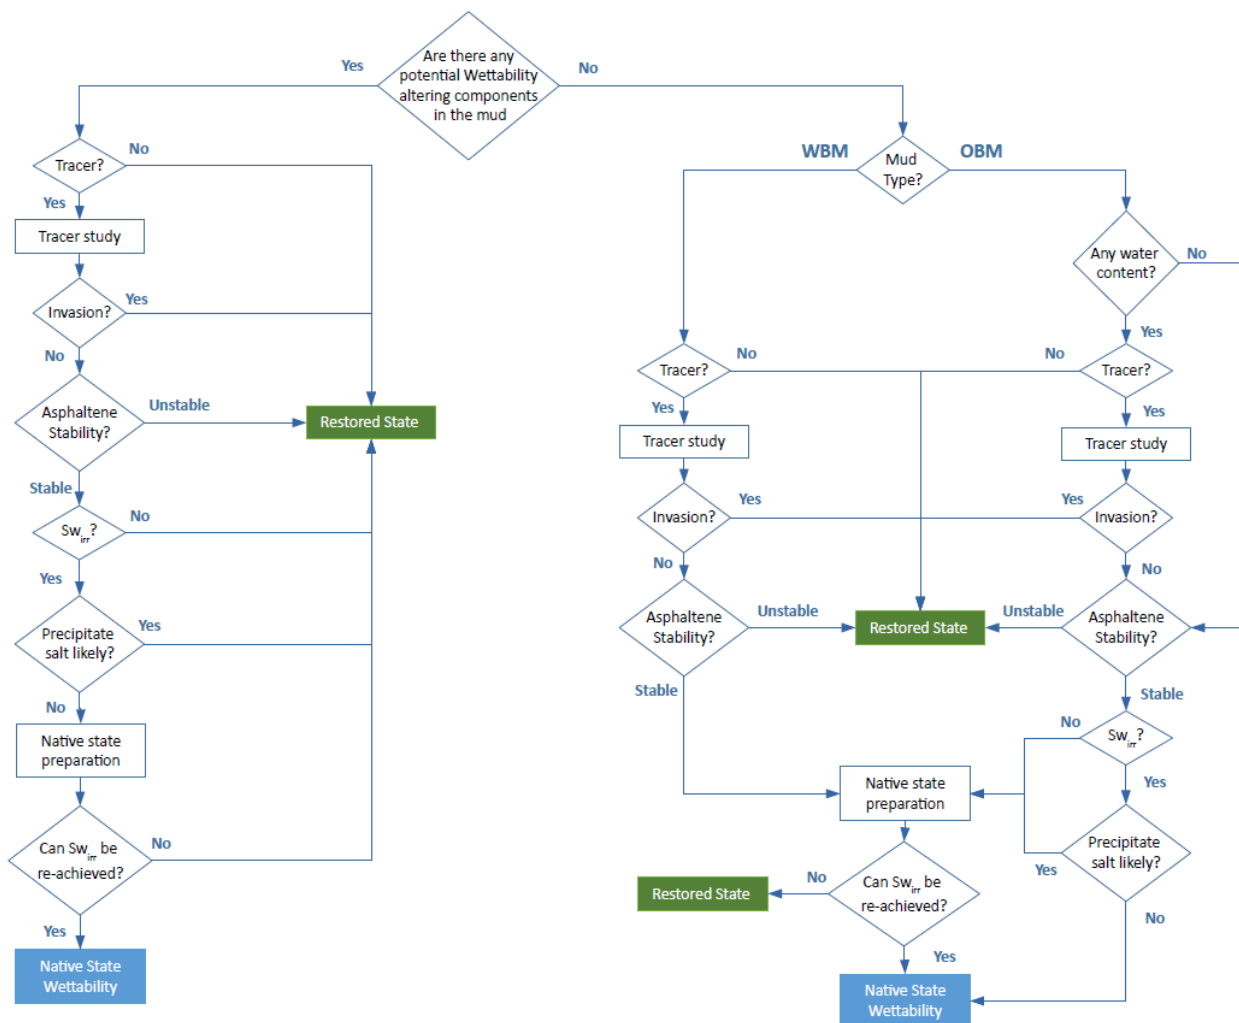 Are there any
potential Wettability
altering components
in the mud
Yes
No
Tracer?
No
Yes
Tracer study
Invasion?
Yes
No
Asphaltene
Stability?
Unstable
Restored State
Stable
Sw irr ?
No
Yes
Precipitate
salt likely?
Yes
No
Native state
preparation
Can Sw irr be
re-achieved?
No
Yes
Native State
Wettability
WBM
Mud
Type?
OBM
Any water
content?
No
Yes
Tracer?
No
No
Tracer?
Yes
Yes
Tracer study
Tracer study
Invasion?
Yes
Yes
Invasion?
No
No
Asphaltene
Stability?
Unstable
Restored State
Unstable
Asphaltene
Stability?
Stable
Stable
No
Sw irr ?
Yes
Native state
preparation
Precipitate
salt likely?
Yes
No
Restored State
No
Can Sw irr be
re-achieved?
Yes
Native State
Wettability